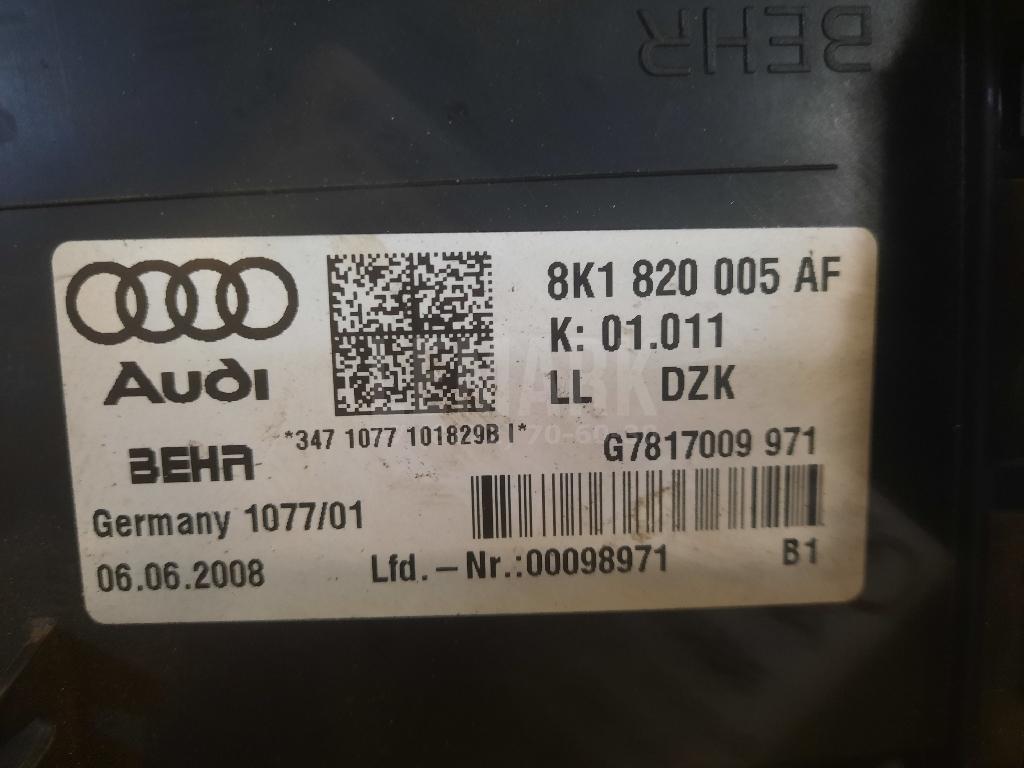 BEHR
8K1 820 005 AF
K: 01.011
1LL DZK
Audi
*347 1077 101829B I*
G7817009 971
BEHR
Germany 1077/01
06.06.2008
Lfd.-Nr.:00098971
B1